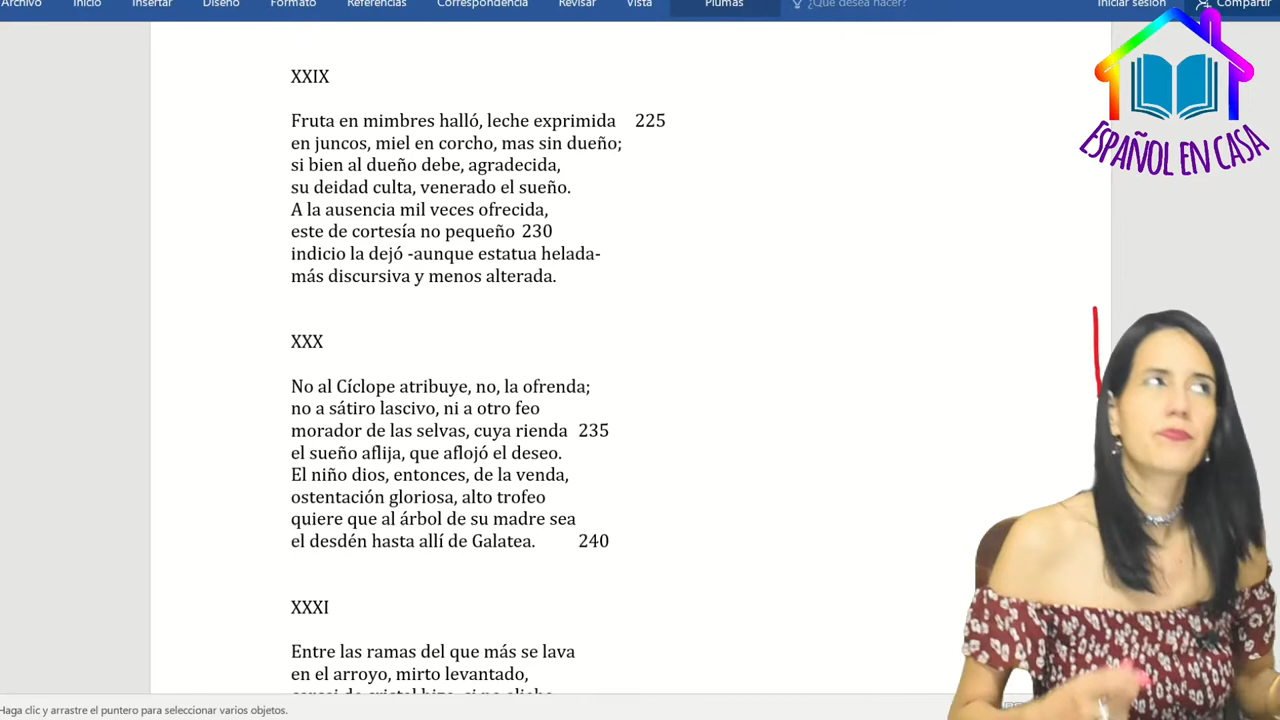 Archivo Inicio Insertar Diseño Formato Referencias Correspondencia Revisar Vista Plumas ¿Qué desea hacer? Iniciar sesión Compartir
ESPAÑOL EN CASA
XXIX
Fruta en mimbres halló, leche exprimida 225
en juncos, miel en corcho, mas sin dueño;
si bien al dueño debe, agradecida,
su deidad culta, venerado el sueño.
A la ausencia mil veces ofrecida,
este de cortesía no pequeño 230
indicio la dejó -aunque estatua helada-
más discursiva y menos alterada.
XXX
No al Cíclope atribuye, no, la ofrenda;
no a sátiro lascivo, ni a otro feo
morador de las selvas, cuya rienda 235
el sueño aflija, que aflojó el deseo.
El niño dios, entonces, de la venda,
ostentación gloriosa, alto trofeo
quiere que al árbol de su madre sea
el desdén hasta allí de Galatea. 240
XXXI
Entre las ramas del que más se lava
en el arroyo, mirto levantado,
Haga clic y arrastre el puntero para seleccionar varios objetos.